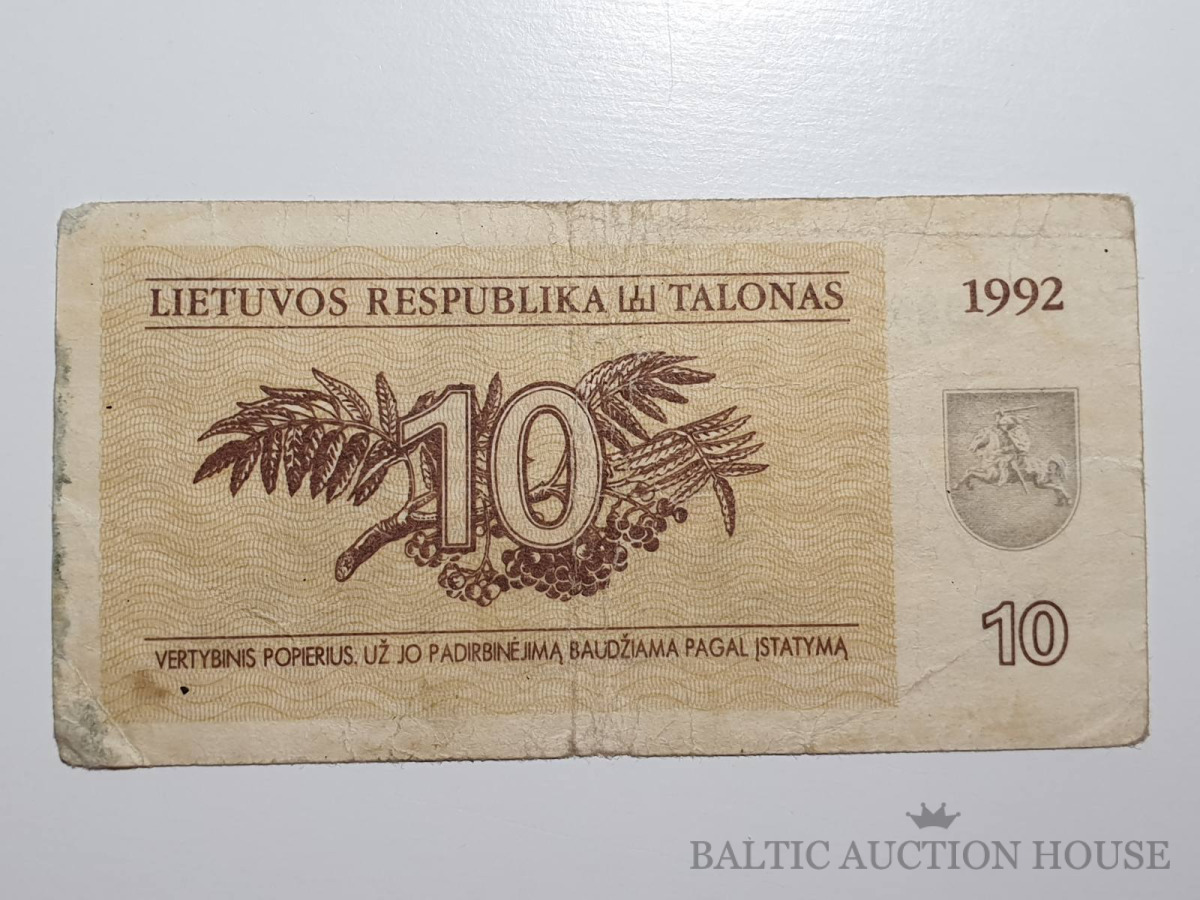 LIETUVOS RESPUBLIKA TALONAS
1992
10
10
VERTYBINIS POPIERIUS. UŽ JO PADIRBINĖJIMĄ BAUDŽIAMA PAGAL ĮSTATYMĄ
BALTIC AUCTION HOUSE